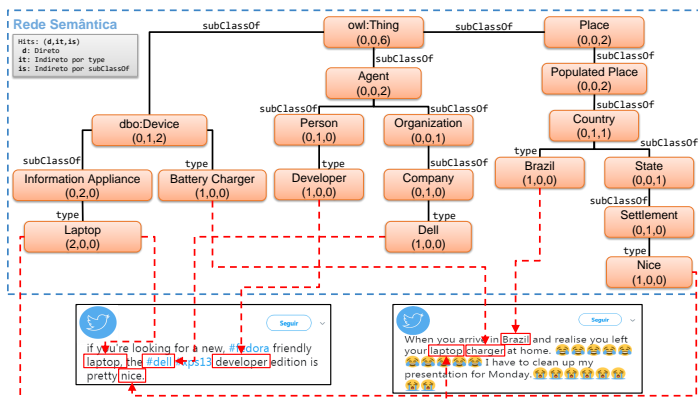 Rede Semântica
Hits: (d,it,is)
d: Direto
it: Indireto por type
is: Indireto por subClassOf
subClassOf
owl:Thing
(0,0,6)
subClassOf
Place
(0,0,2)
subClassOf
subClassOf
Agent
(0,0,2)
Populated Place
(0,0,2)
subClassOf
subClassOf
subClassOf
dbo:Device
(0,1,2)
Person
(0,1,0)
Organization
(0,0,1)
Country
(0,1,1)
subClassOf
type
type
subClassOf
type
subClassOf
Information Appliance
(0,2,0)
Battery Charger
(1,0,0)
Developer
(1,0,0)
Company
(0,1,0)
Brazil
(1,0,0)
State
(0,0,1)
type
type
subClassOf
Laptop
(2,0,0)
Dell
(1,0,0)
Settlement
(0,1,0)
type
Nice
(1,0,0)
Seguir
if you're looking for a new, #fedora friendly
laptop, the #dell #xps13 developer edition is
pretty nice.
Seguir
When you arrive in Brazil and realise you left
your laptop charger at home. 😂😂😂😂😂
😂😂😂😂😂 I have to clean up my
presentation for Monday.😭😭😭😭😭😭
😭😭